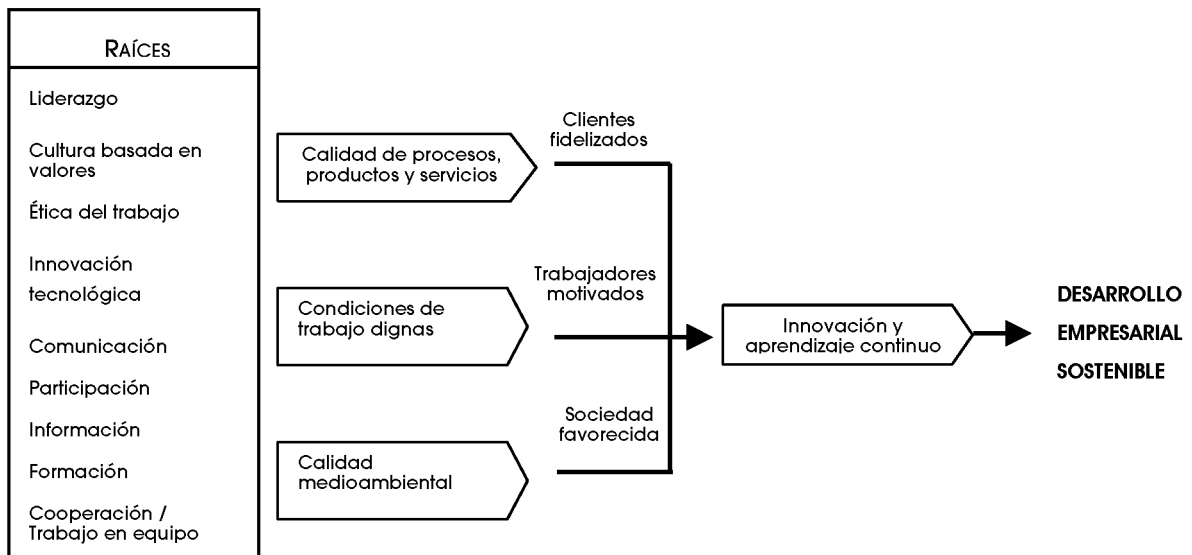 RAÍCES
Liderazgo
Cultura basada en
valores
Ética del trabajo
Innovación
tecnológica
Comunicación
Participación
Información
Formación
Cooperación /
Trabajo en equipo
Calidad de procesos,
productos y servicios
Condiciones de
trabajo dignas
Calidad
medioambiental
Clientes
fidelizados
Trabajadores
motivados
Sociedad
favorecida
Innovación y
aprendizaje continuo
DESARROLLO
EMPRESARIAL
SOSTENIBLE